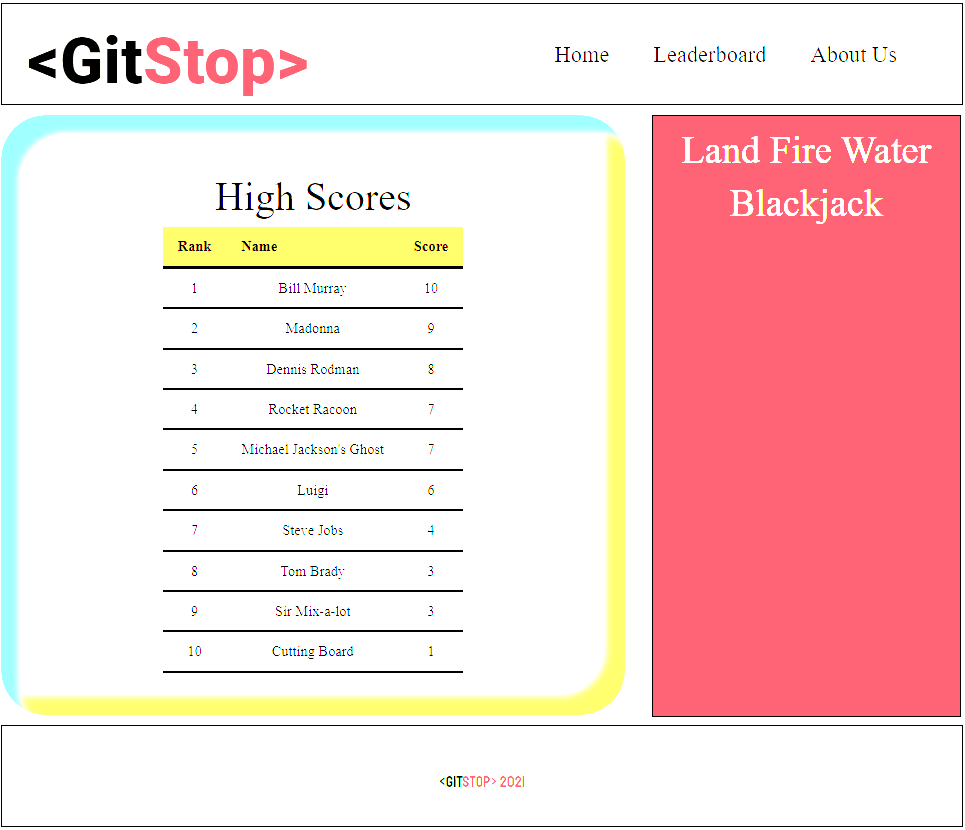 <GitStop>
Home Leaderboard About Us
High Scores
Rank Name Score
1 Bill Murray 10
2 Madonna 9
3 Dennis Rodman 8
4 Rocket Racoon 7
5 Michael Jackson's Ghost 7
6 Luigi 6
7 Steve Jobs 4
8 Tom Brady 3
9 Sir Mix-a-lot 3
10 Cutting Board 1
Land Fire Water
Blackjack
<GITSTOP> 2021